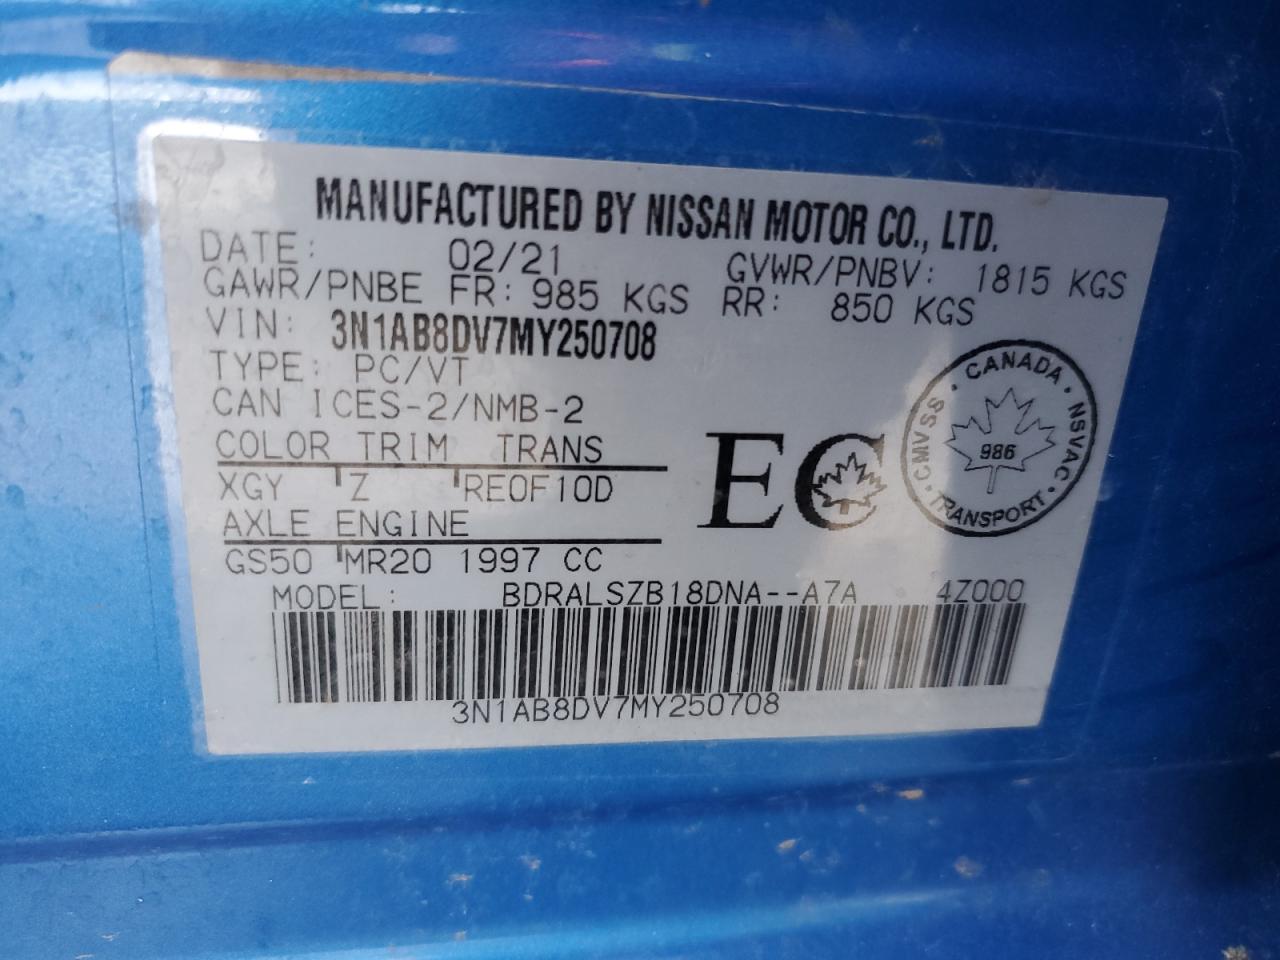 MANUFACTURED BY NISSAN MOTOR CO., LTD.
DATE: 02/21 GVWR/PNBV: 1815 KGS
GAWR/PNBE FR: 985 KGS RR: 850 KGS
VIN: 3N1AB8DV7MY250708
TYPE: PC/VT
CAN ICES-2/NMB-2
COLOR TRIM TRANS
XGY Z RE0F10D
AXLE ENGINE
GS50 MR20 1997 CC
EC
CANADA
CMVSS 986 NSVAC
TRANSPORT
MODEL: BDRALSZB18DNA--A7A 4Z000
3N1AB8DV7MY250708